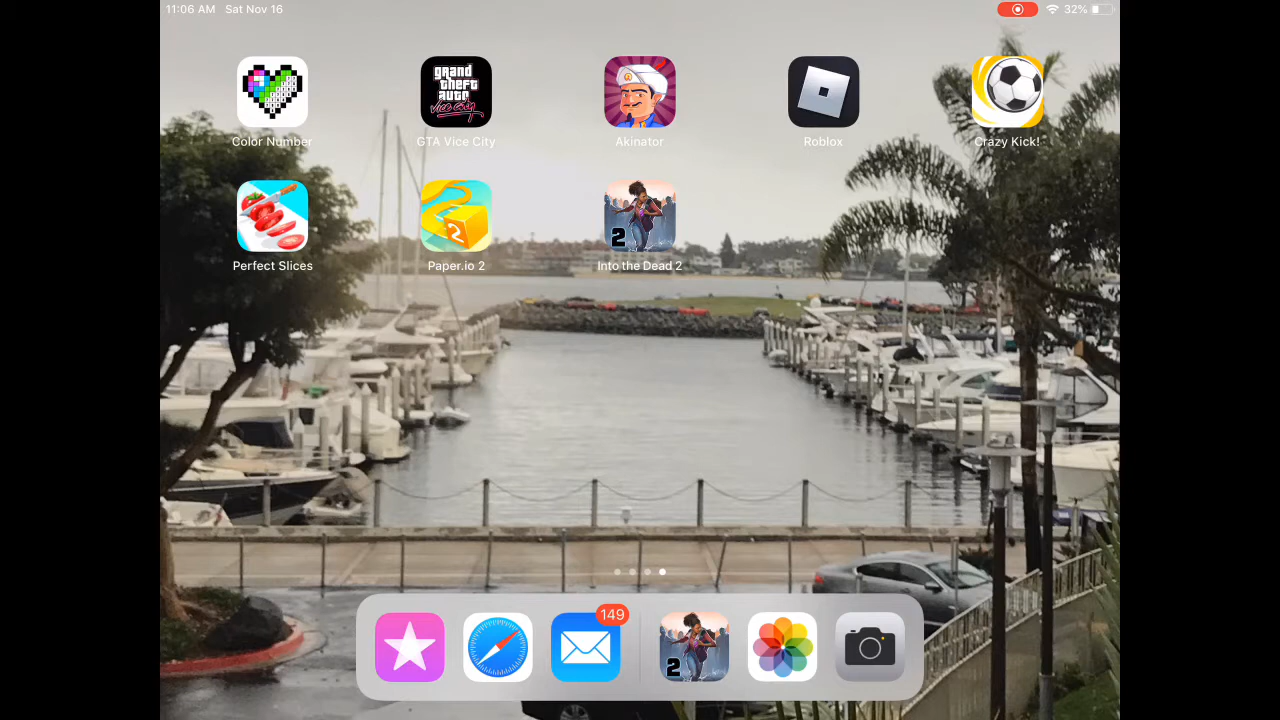 11:06 AM Sat Nov 16 32%
grand
theft
auto
Vice City
Color Number GTA Vice City Akinator Roblox Crazy Kick!
2 2
Perfect Slices Paper.io 2 Into the Dead 2
149
2